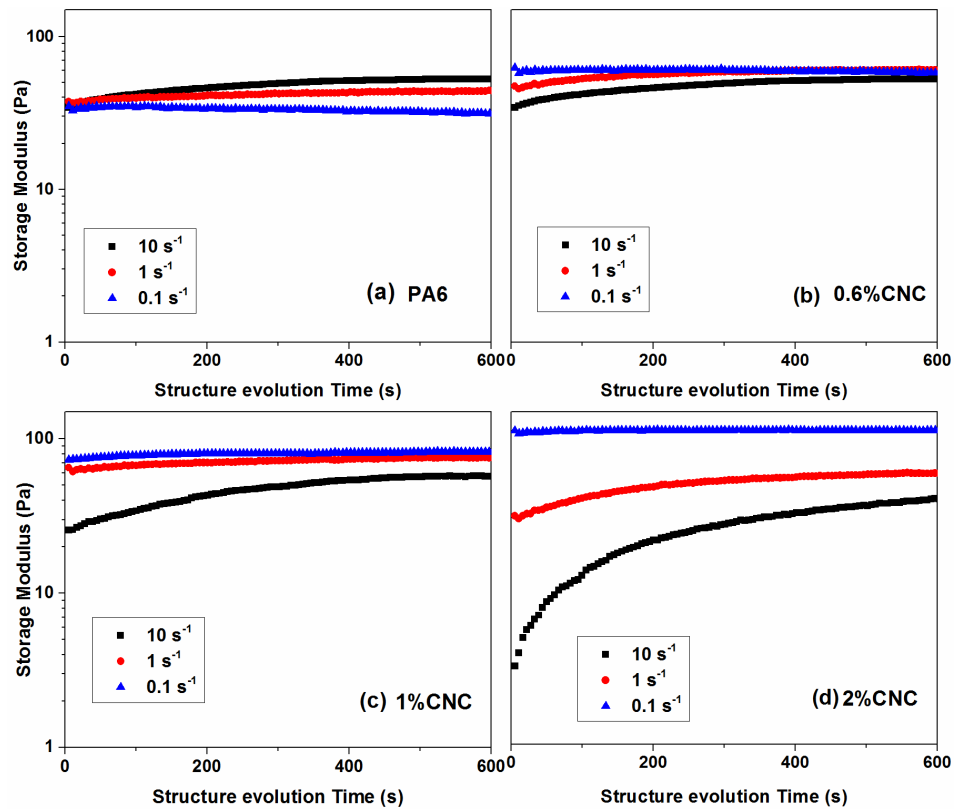 100
10
1
Storage Modulus (Pa)
10 s⁻¹
1 s⁻¹
0.1 s⁻¹
(a) PA6
0 200 400 600
Structure evolution Time (s)
10 s⁻¹
1 s⁻¹
0.1 s⁻¹
(b) 0.6%CNC
0 200 400 600
Structure evolution Time (s)
100
10
1
Storage Modulus (Pa)
10 s⁻¹
1 s⁻¹
0.1 s⁻¹
(c) 1%CNC
0 200 400 600
Structure evolution Time (s)
10 s⁻¹
1 s⁻¹
0.1 s⁻¹
(d) 2%CNC
0 200 400 600
Structure evolution Time (s)